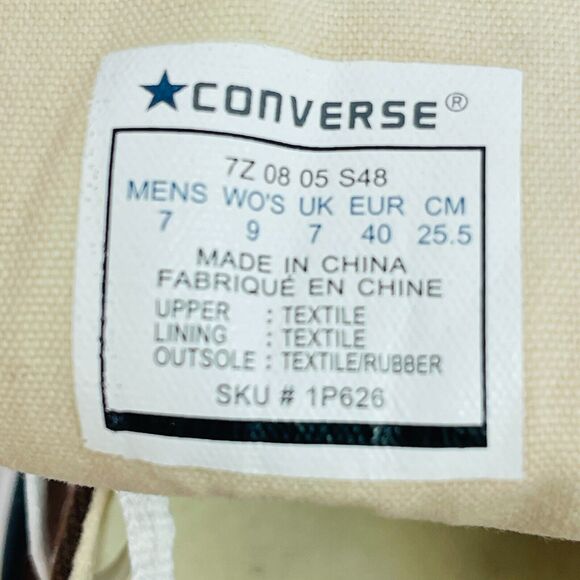 ★CONVERSE®
7Z 08 05 S48
MENS WO'S UK EUR CM
7 9 7 40 25.5
MADE IN CHINA
FABRIQUÉ EN CHINE
UPPER : TEXTILE
LINING : TEXTILE
OUTSOLE : TEXTILE/RUBBER
SKU # 1P626